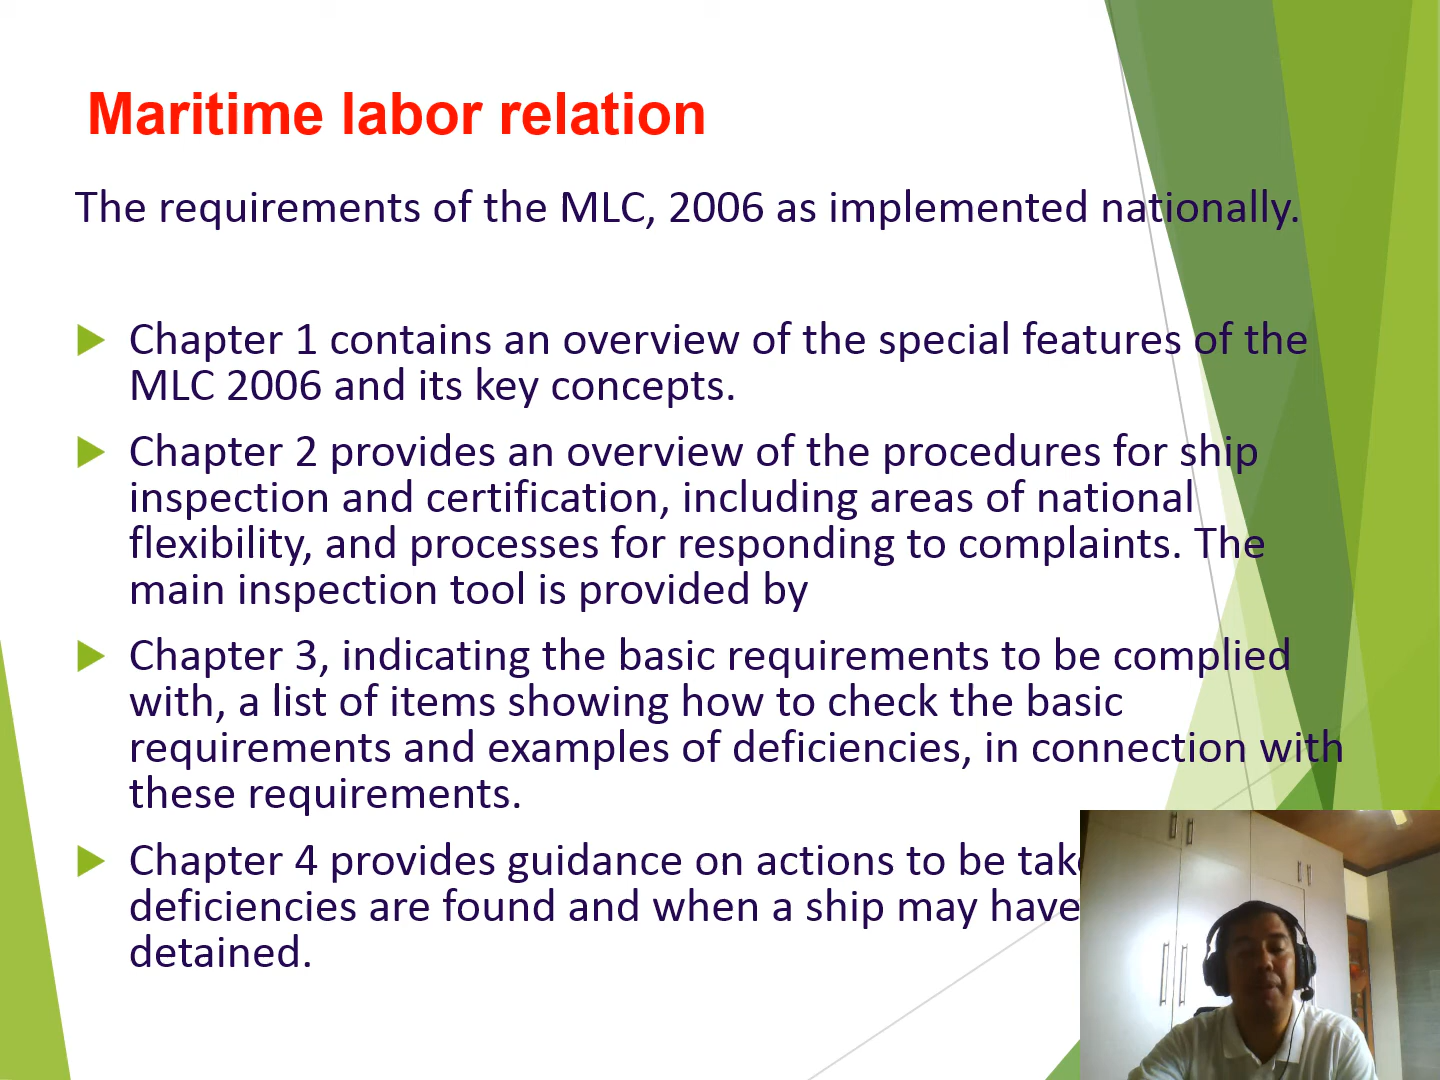 Maritime labor relation
The requirements of the MLC, 2006 as implemented nationally.
Chapter 1 contains an overview of the special features of the
MLC 2006 and its key concepts.
Chapter 2 provides an overview of the procedures for ship
inspection and certification, including areas of national
flexibility, and processes for responding to complaints. The
main inspection tool is provided by
Chapter 3, indicating the basic requirements to be complied
with, a list of items showing how to check the basic
requirements and examples of deficiencies, in connection with
these requirements.
Chapter 4 provides guidance on actions to be
deficiencies are found and when a ship may have
detained.